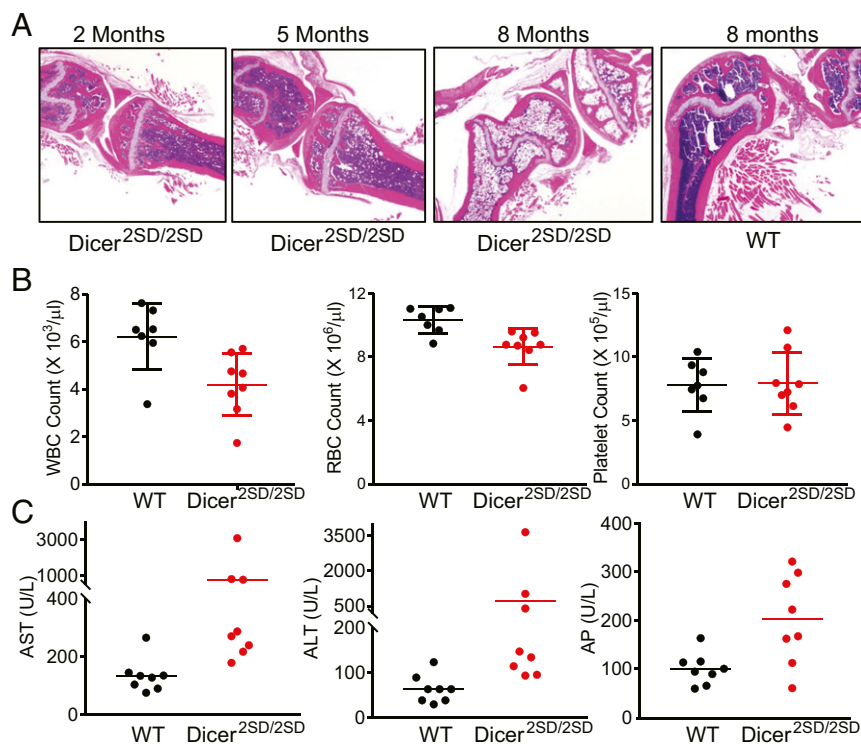 A
2 Months 5 Months 8 Months 8 months
Dicer2SD/2SD Dicer2SD/2SD Dicer2SD/2SD WT
B
WBC Count (X 103/μl)
8
6
4
2
0
WT Dicer2SD/2SD
RBC Count (X 106/μl)
12
8
4
0
WT Dicer2SD/2SD
Platelet Count (X 105/μl)
15
10
5
0
WT Dicer2SD/2SD
C
AST (U/L)
3000
1000
400
200
0
WT Dicer2SD/2SD
ALT (U/L)
3500
2000
500
100
50
0
WT Dicer2SD/2SD
AP (U/L)
400
300
200
100
0
WT Dicer2SD/2SD